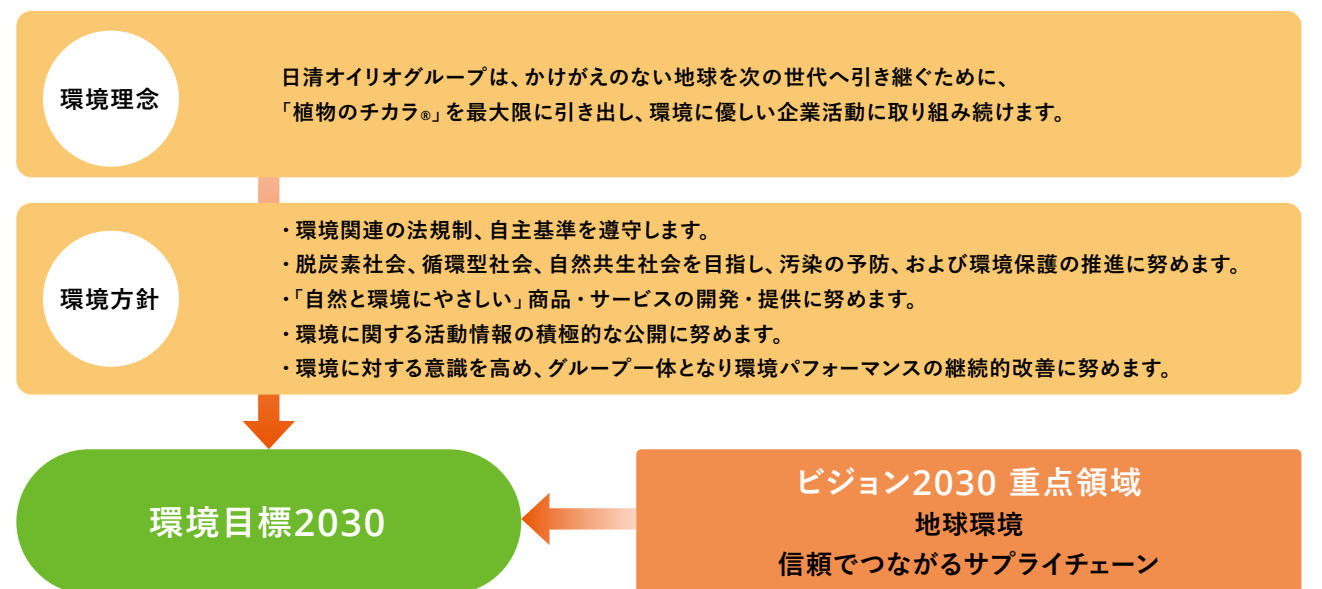 環境理念
日清オイリオグループは、かけがえのない地球を次の世代へ引き継ぐために、
「植物のチカラ®」を最大限に引き出し、環境に優しい企業活動に取り組み続けます。
環境方針
・環境関連の法規制、自主基準を遵守します。
・脱炭素社会、循環型社会、自然共生社会を目指し、汚染の予防、および環境保護の推進に努めます。
・「自然と環境にやさしい」商品・サービスの開発・提供に努めます。
・環境に関する活動情報の積極的な公開に努めます。
・環境に対する意識を高め、グループ一体となり環境パフォーマンスの継続的改善に努めます。
環境目標2030
ビジョン2030 重点領域
地球環境
信頼でつながるサプライチェーン